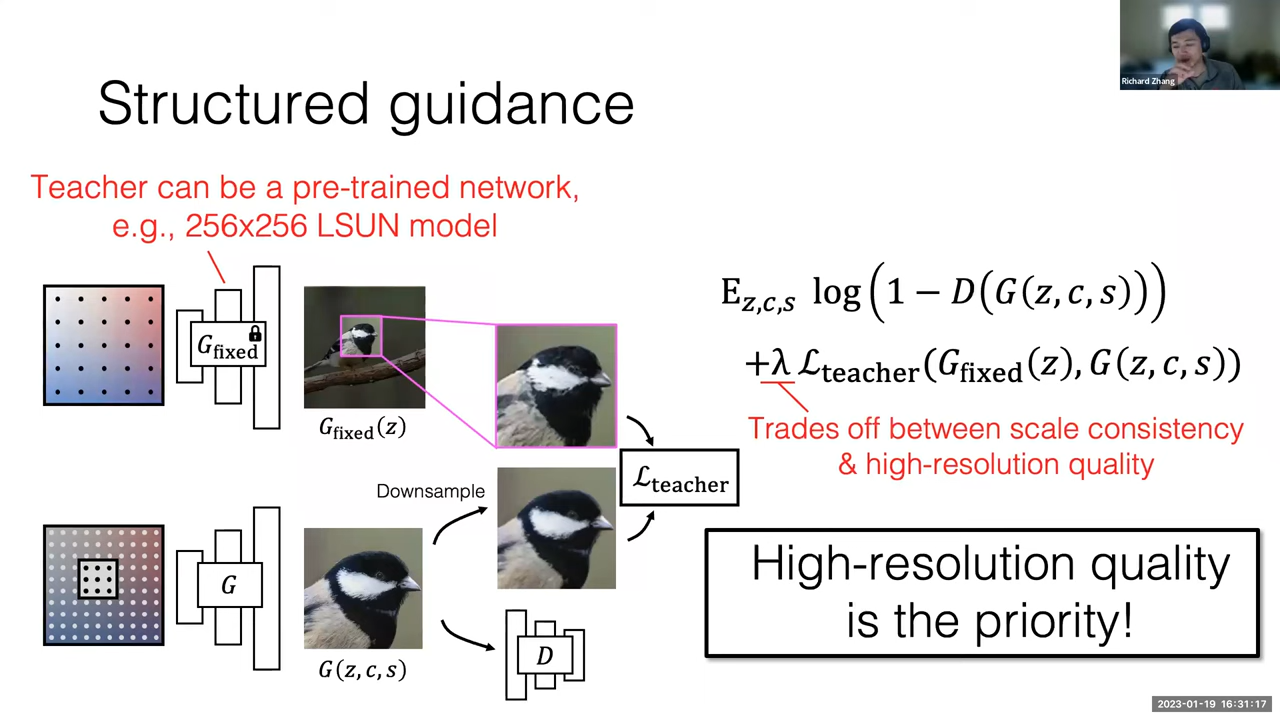 Richard Zhang
Structured guidance
Teacher can be a pre-trained network,
e.g., 256x256 LSUN model
G_fixed
G_fixed(z)
Downsample
ℒ_teacher
G
G(z, c, s)
D
E_{z,c,s} log(1 − D(G(z, c, s)))
+λ ℒ_teacher(G_fixed(z), G(z, c, s))
Trades off between scale consistency
& high-resolution quality
High-resolution quality
is the priority!
2023-01-19 16:31:17